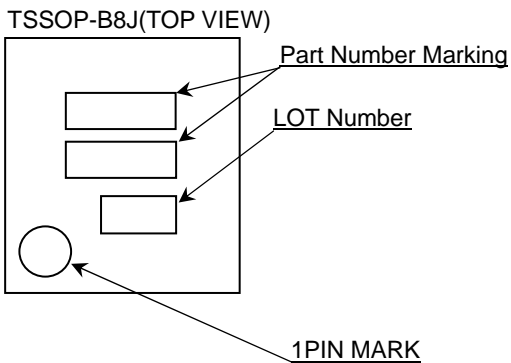 TSSOP-B8J(TOP VIEW)
Part Number Marking
LOT Number
1PIN MARK